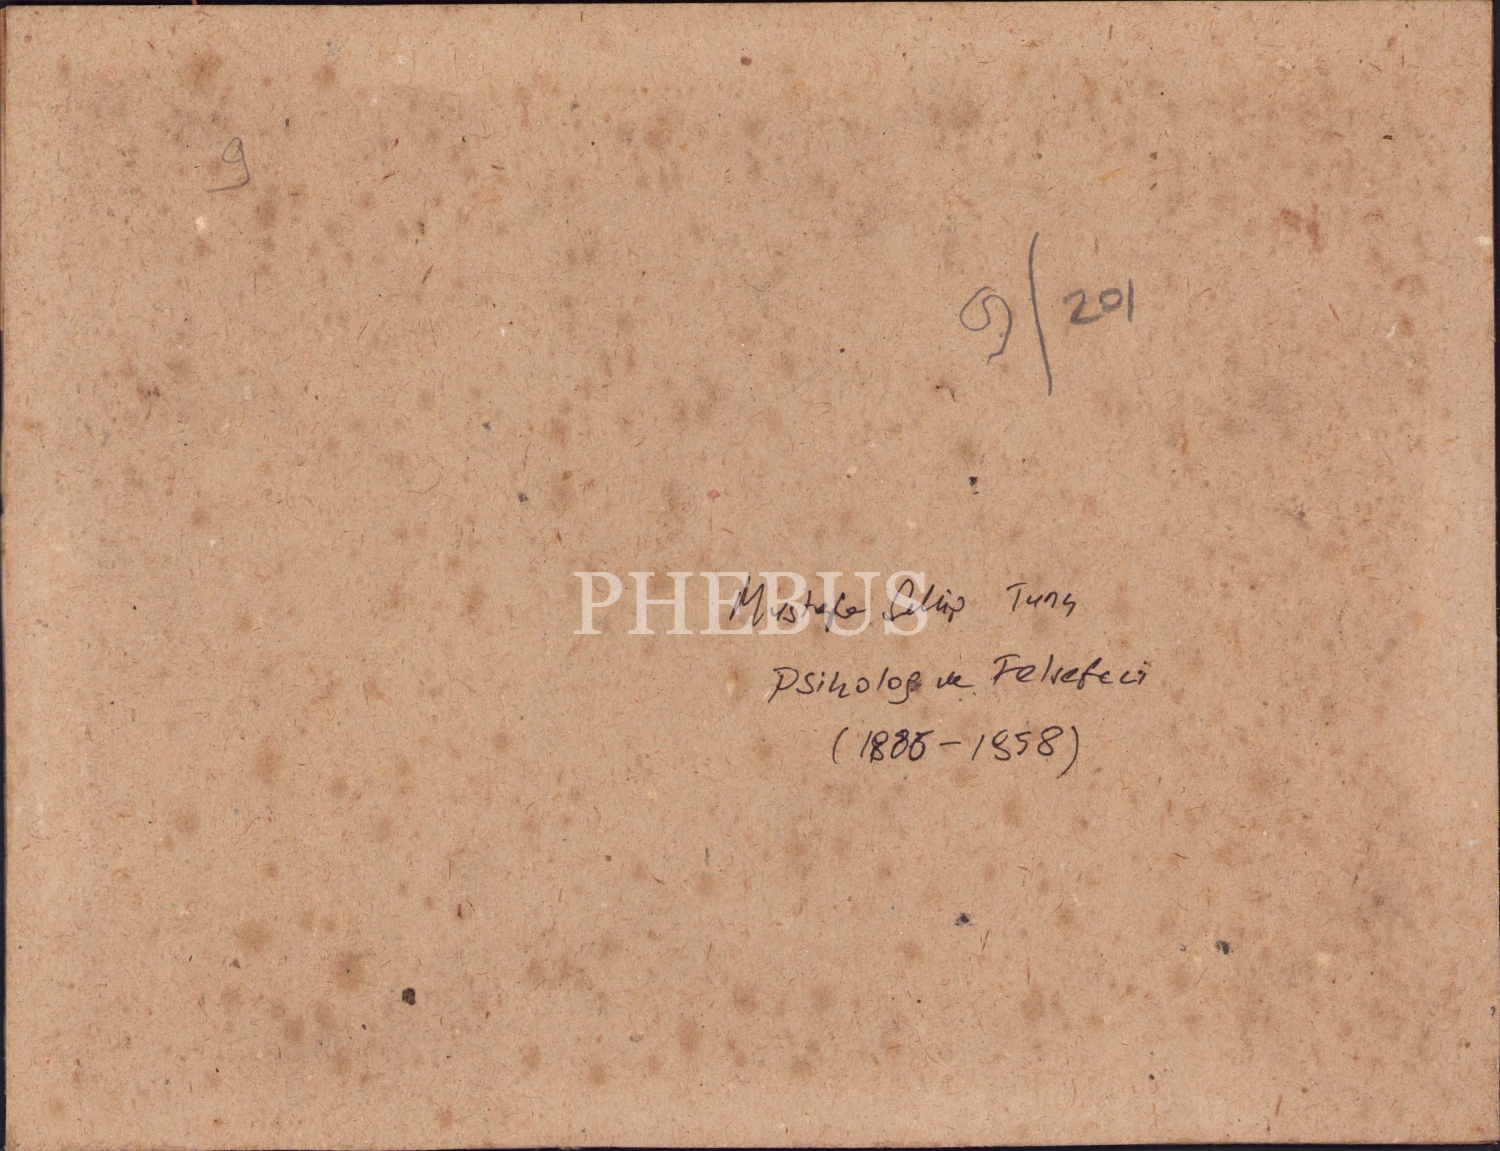 9
9/201
PHEBUS
Mustafa Şekip Tunç
Psikolog ve Felsefeci
(1886-1958)